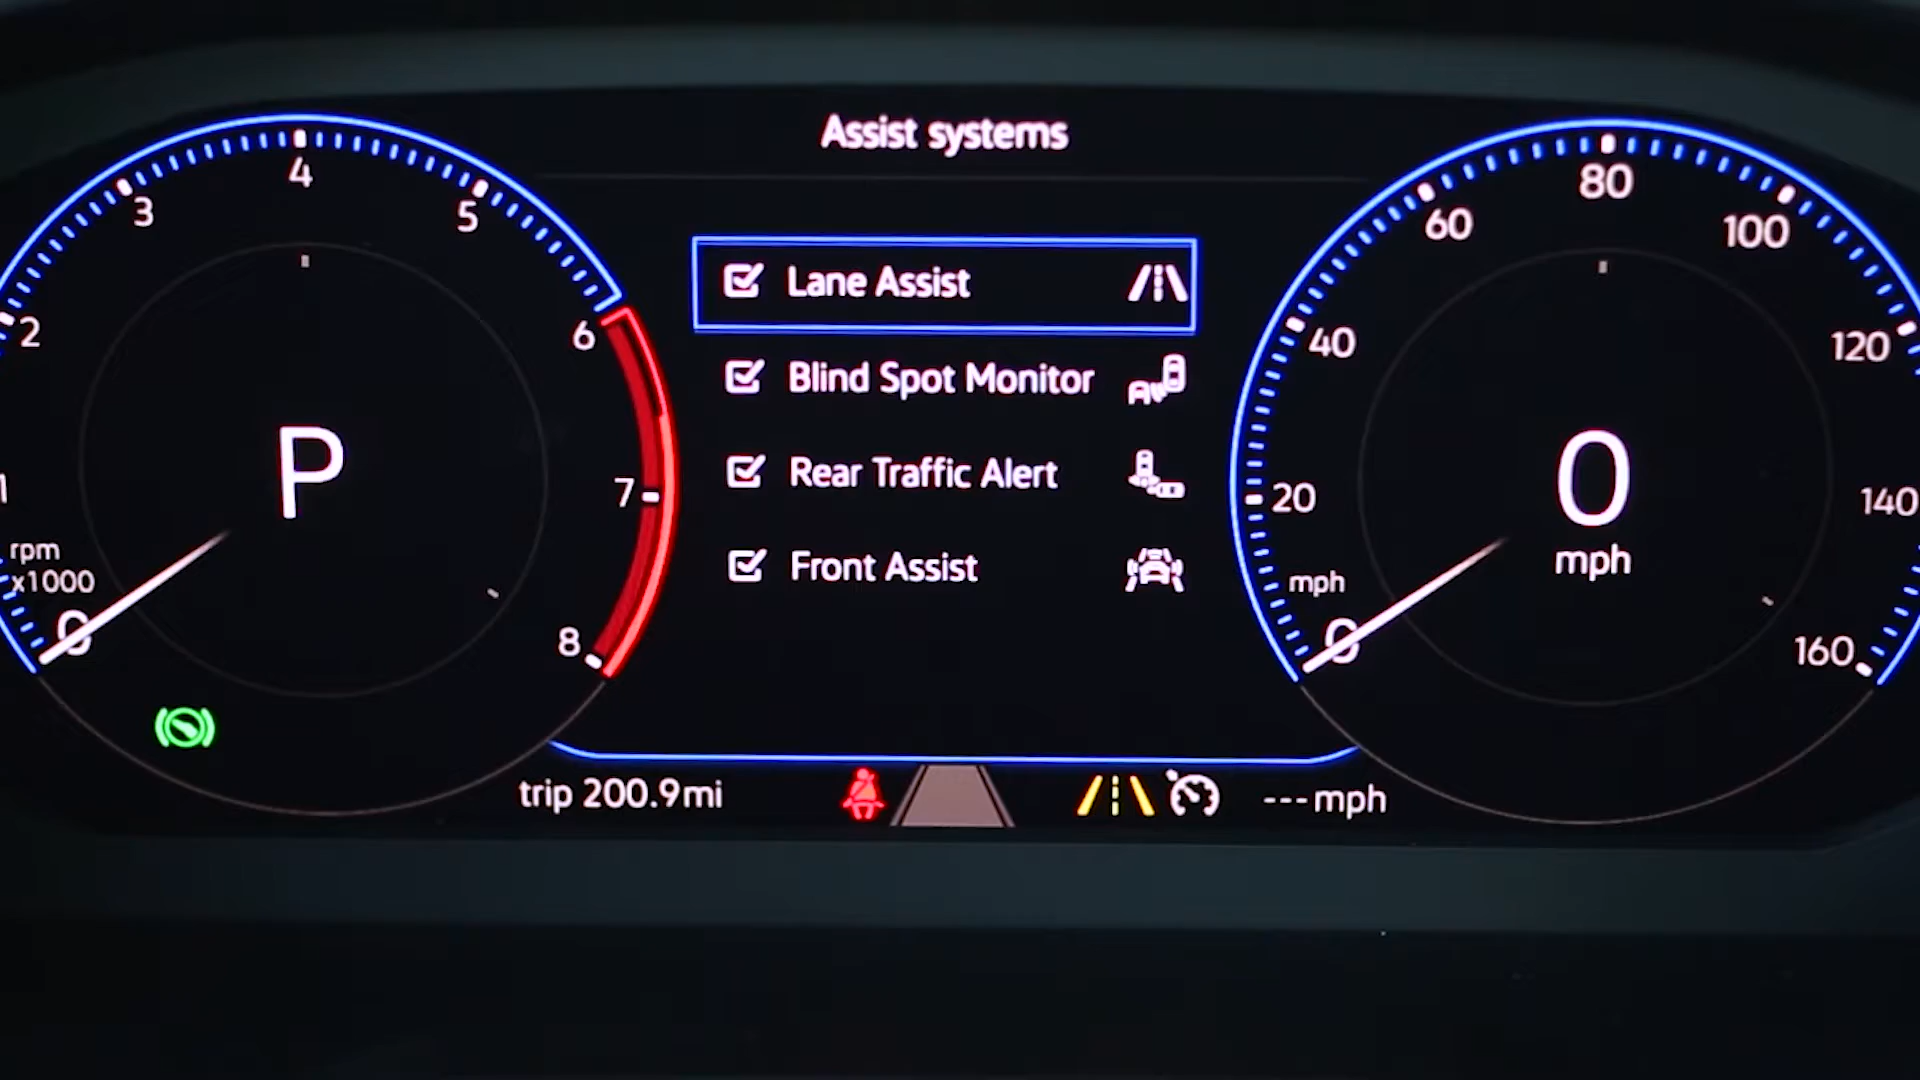 Assist systems
Lane Assist
Blind Spot Monitor
Rear Traffic Alert
Front Assist
0
1
2
3
4
5
6
7
8
rpm
x1000
P
0
20
40
60
80
100
120
140
160
mph
0
mph
trip 200.9mi
---mph